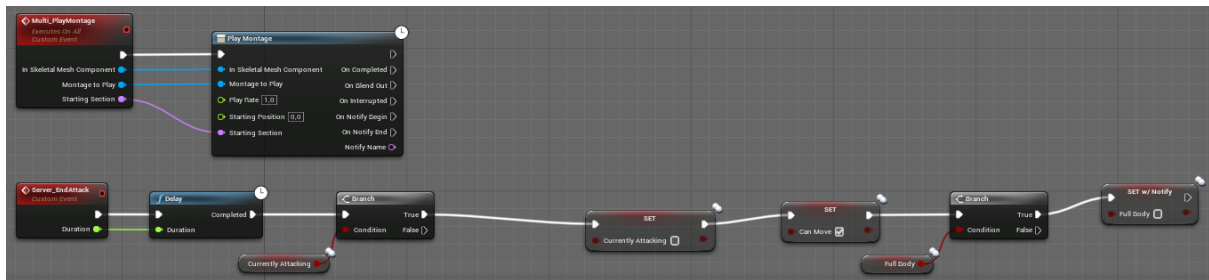 Multi_PlayMontage
Executes On All
Custom Event
In Skeletal Mesh Component
Montage to Play
Starting Section
Play Montage
In Skeletal Mesh Component
On Completed
Montage to Play
On Blend Out
Play Rate 1,0
On Interrupted
Starting Position 0,0
On Notify Begin
Starting Section
On Notify End
Notify Name
Server_EndAttack
Custom Event
Duration
f Delay
Completed
Duration
Branch
True
Condition
False
Currently Attacking
SET
Currently Attacking
SET
Can Move
Branch
True
Condition
False
Full Body
SET w/ Notify
Full Body